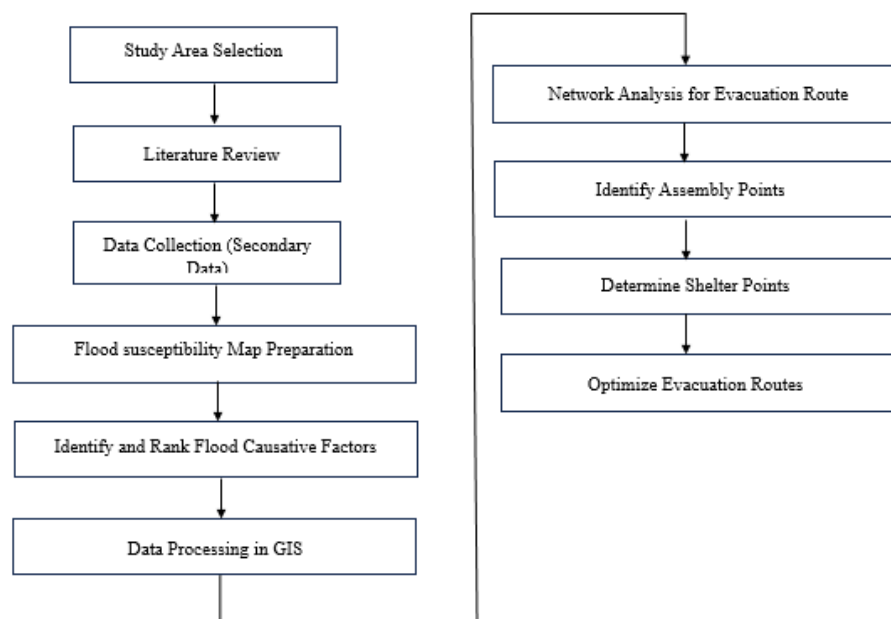 Study Area Selection
Literature Review
Data Collection (Secondary
Data)
Flood susceptibility Map Preparation
Identify and Rank Flood Causative Factors
Data Processing in GIS
Network Analysis for Evacuation Route
Identify Assembly Points
Determine Shelter Points
Optimize Evacuation Routes